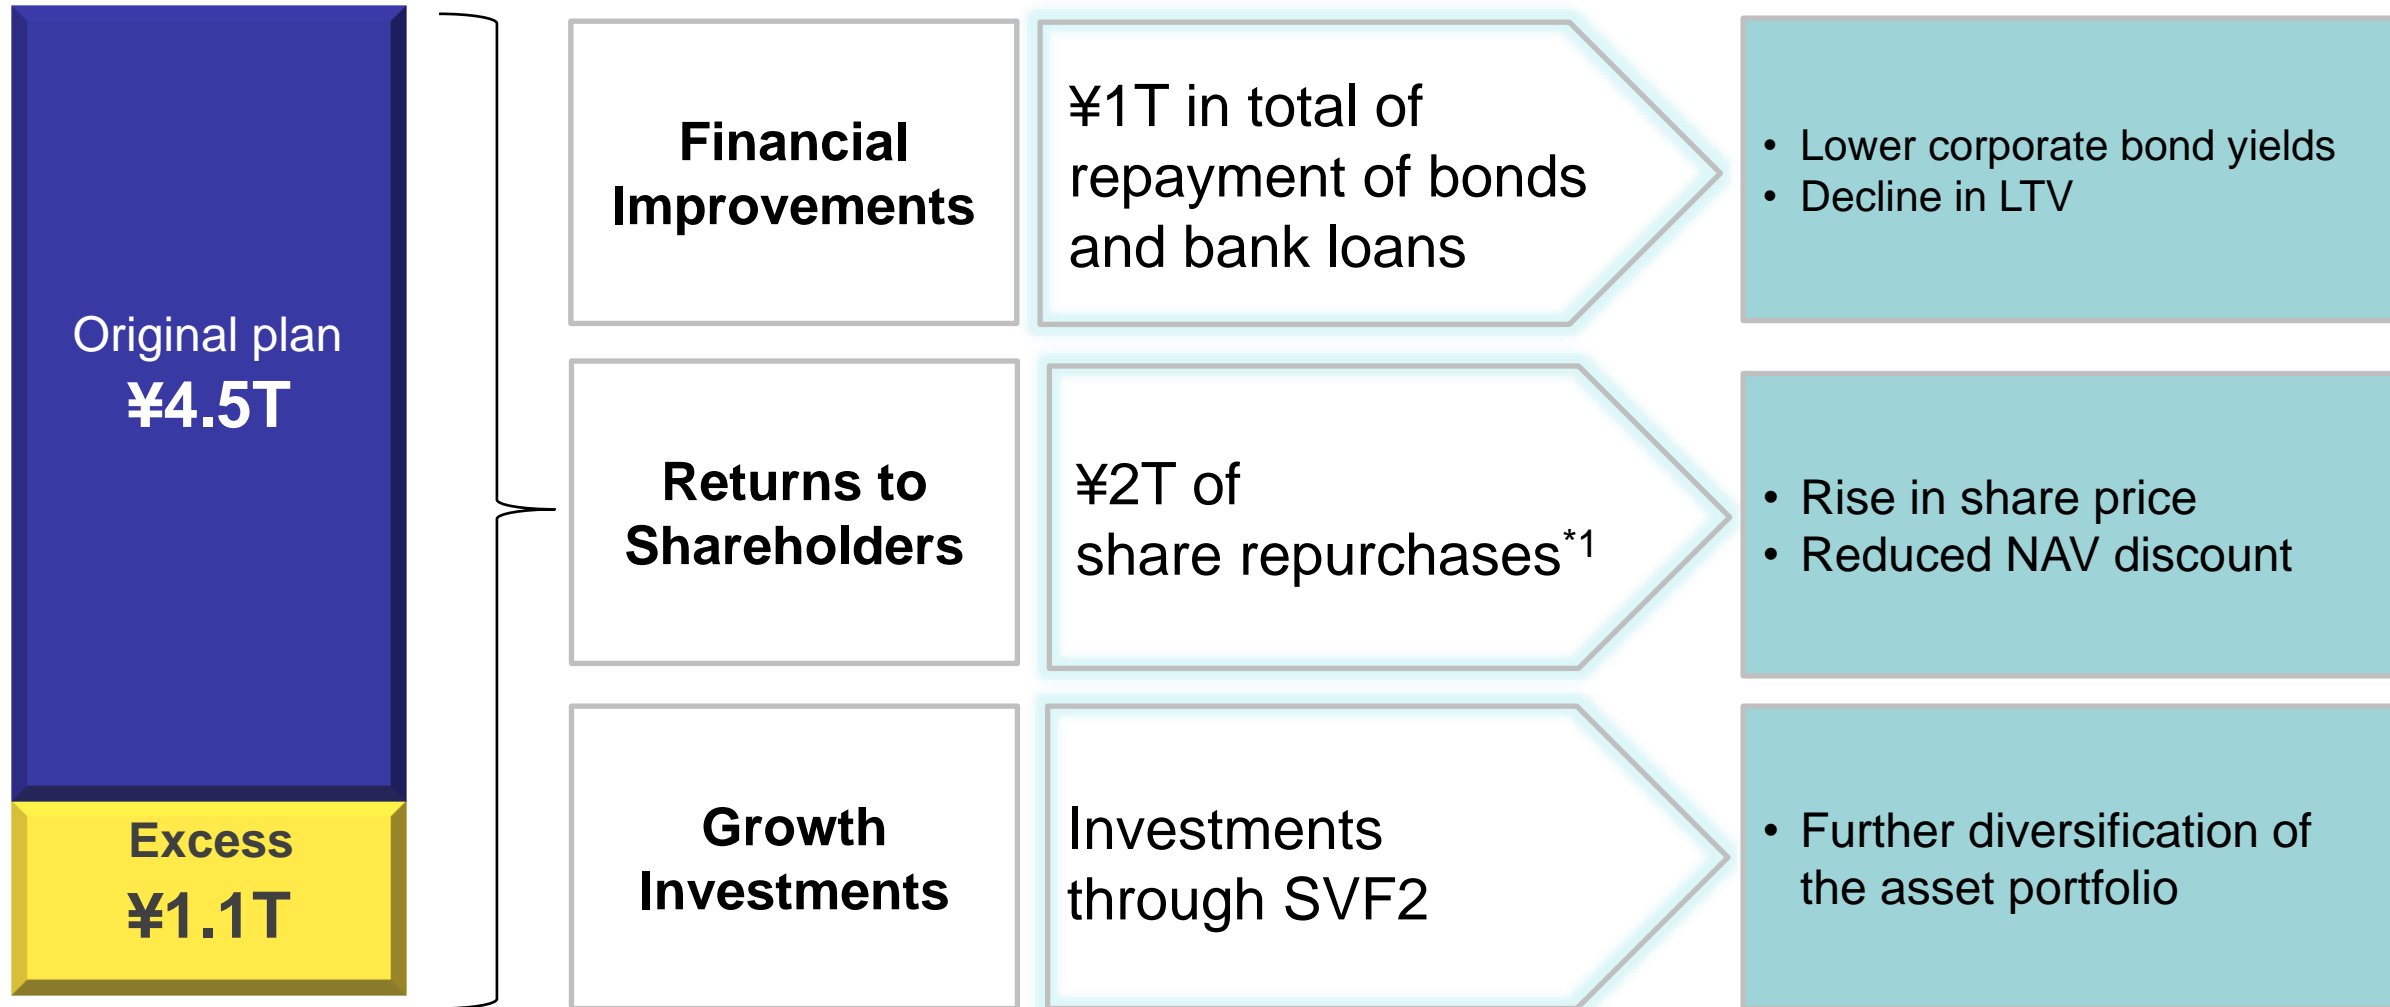 Original plan
¥4.5T
Excess
¥1.1T
Financial
Improvements
¥1T in total of
repayment of bonds
and bank loans
• Lower corporate bond yields
• Decline in LTV
Returns to
Shareholders
¥2T of
share repurchases*1
• Rise in share price
• Reduced NAV discount
Growth
Investments
Investments
through SVF2
• Further diversification of
the asset portfolio